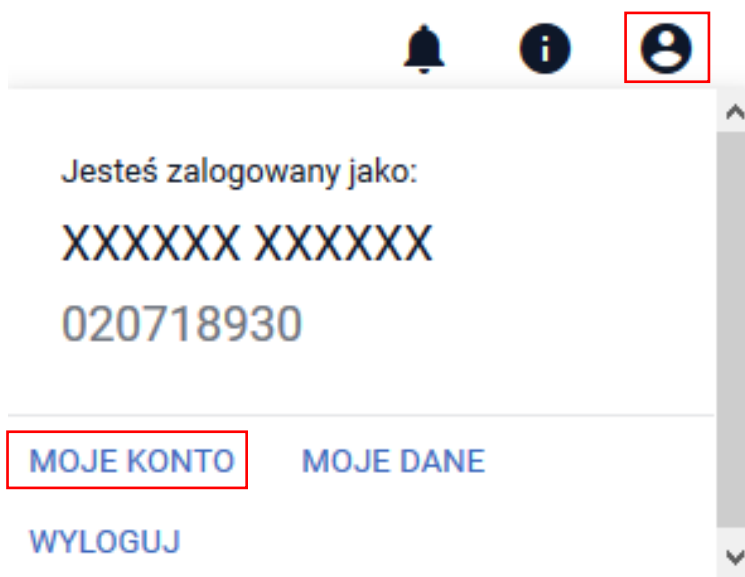 Jesteś zalogowany jako:
XXXXXX XXXXXX
020718930
MOJE KONTO MOJE DANE
WYLOGUJ